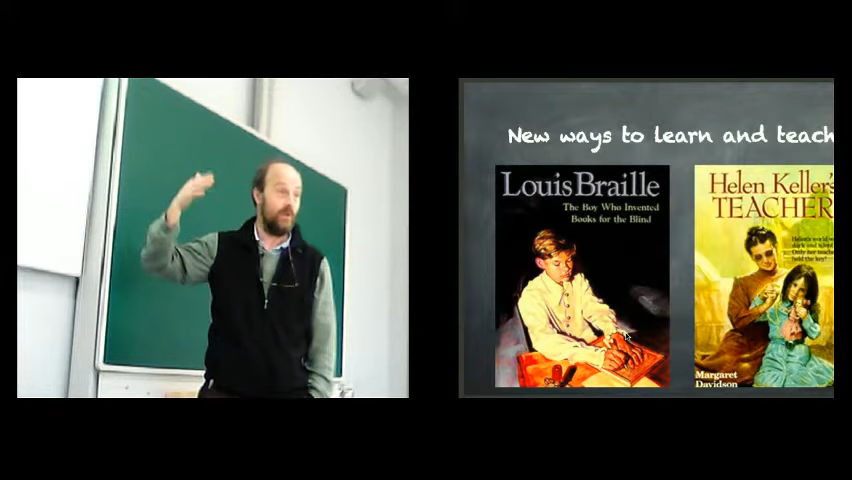 New ways to learn and teach
Louis Braille
The Boy Who Invented
Books for the Blind
Helen Keller's
TEACHER
Margaret
Davidson